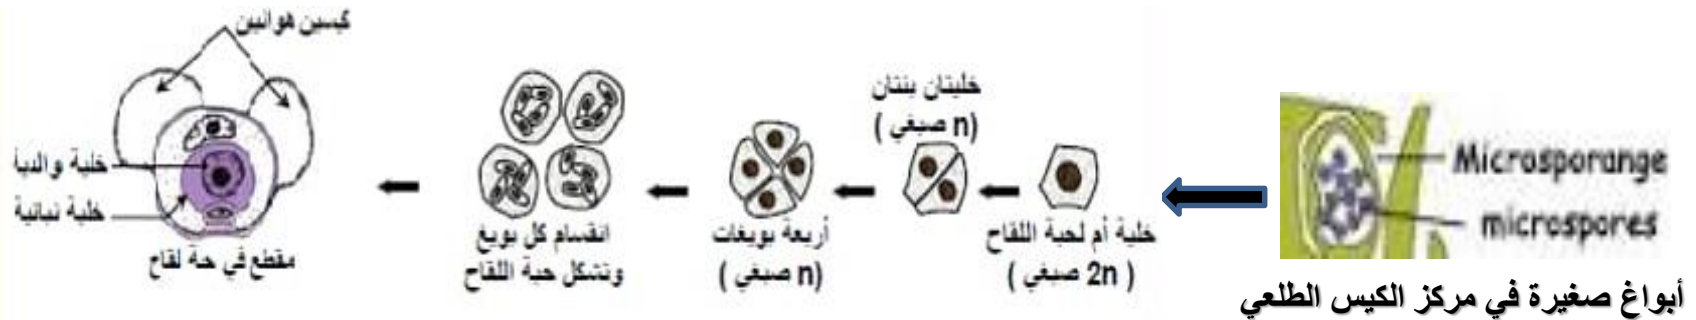 Microsporange
microspores
أبواغ صغيرة في مركز الكيس الطلعي
خلية أم لحبة اللقاح
( 2n صبغي )
خليتان بنتان
(n صبغي )
أربعة بويغات
(n صبغي )
انقسام كل بويغ
وتشكل حبة اللقاح
كيسين هوائيين
خلية والدية
خلية نباتية
مقطع في حة لقاح